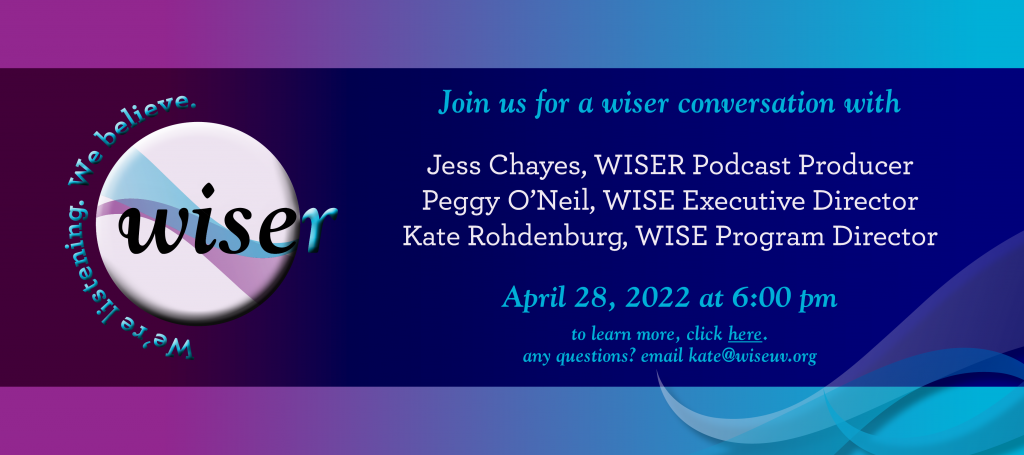 We're listening. We believe.
wiser
Join us for a wiser conversation with
Jess Chayes, WISER Podcast Producer
Peggy O’Neil, WISE Executive Director
Kate Rohdenburg, WISE Program Director
April 28, 2022 at 6:00 pm
to learn more, click here.
any questions? email kate@wiseuv.org